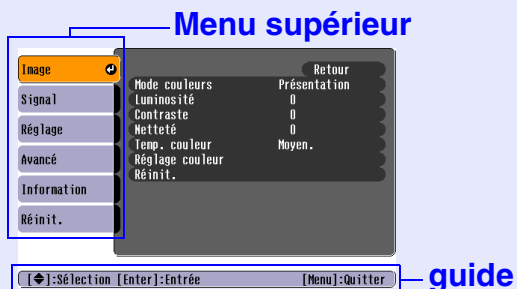 Menu supérieur
Image
Signal
Réglage
Avancé
Information
Réinit.
Retour
Mode couleurs Présentation
Luminosité 0
Contraste 0
Netteté 0
Temp. couleur Moyen.
Réglage couleur
Réinit.
[◆]:Sélection [Enter]:Entrée [Menu]:Quitter
guide